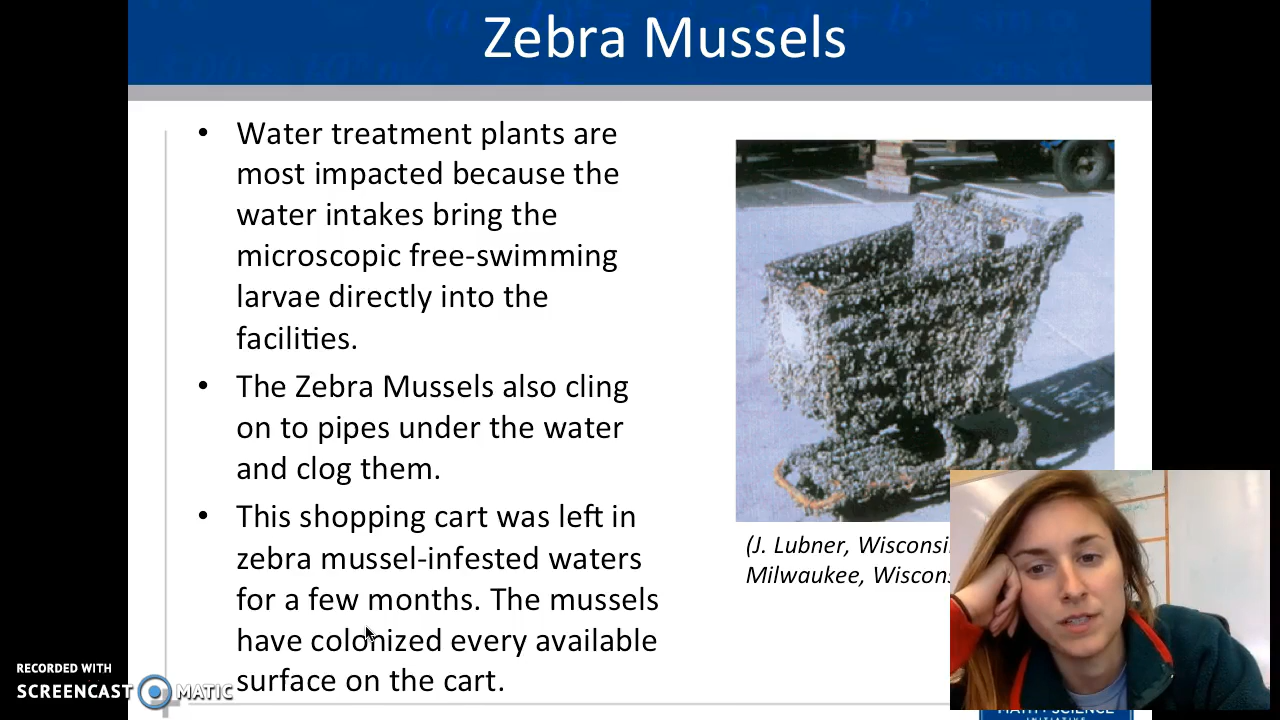 Zebra Mussels
• Water treatment plants are
most impacted because the
water intakes bring the
microscopic free-swimming
larvae directly into the
facilities.
• The Zebra Mussels also cling
on to pipes under the water
and clog them.
• This shopping cart was left in
zebra mussel-infested waters
for a few months. The mussels
have colonized every available
surface on the cart.
(J. Lubner,
Milwaukee,
RECORDED WITH
SCREENCAST MATIC
SCIENCE
INITIATIVE